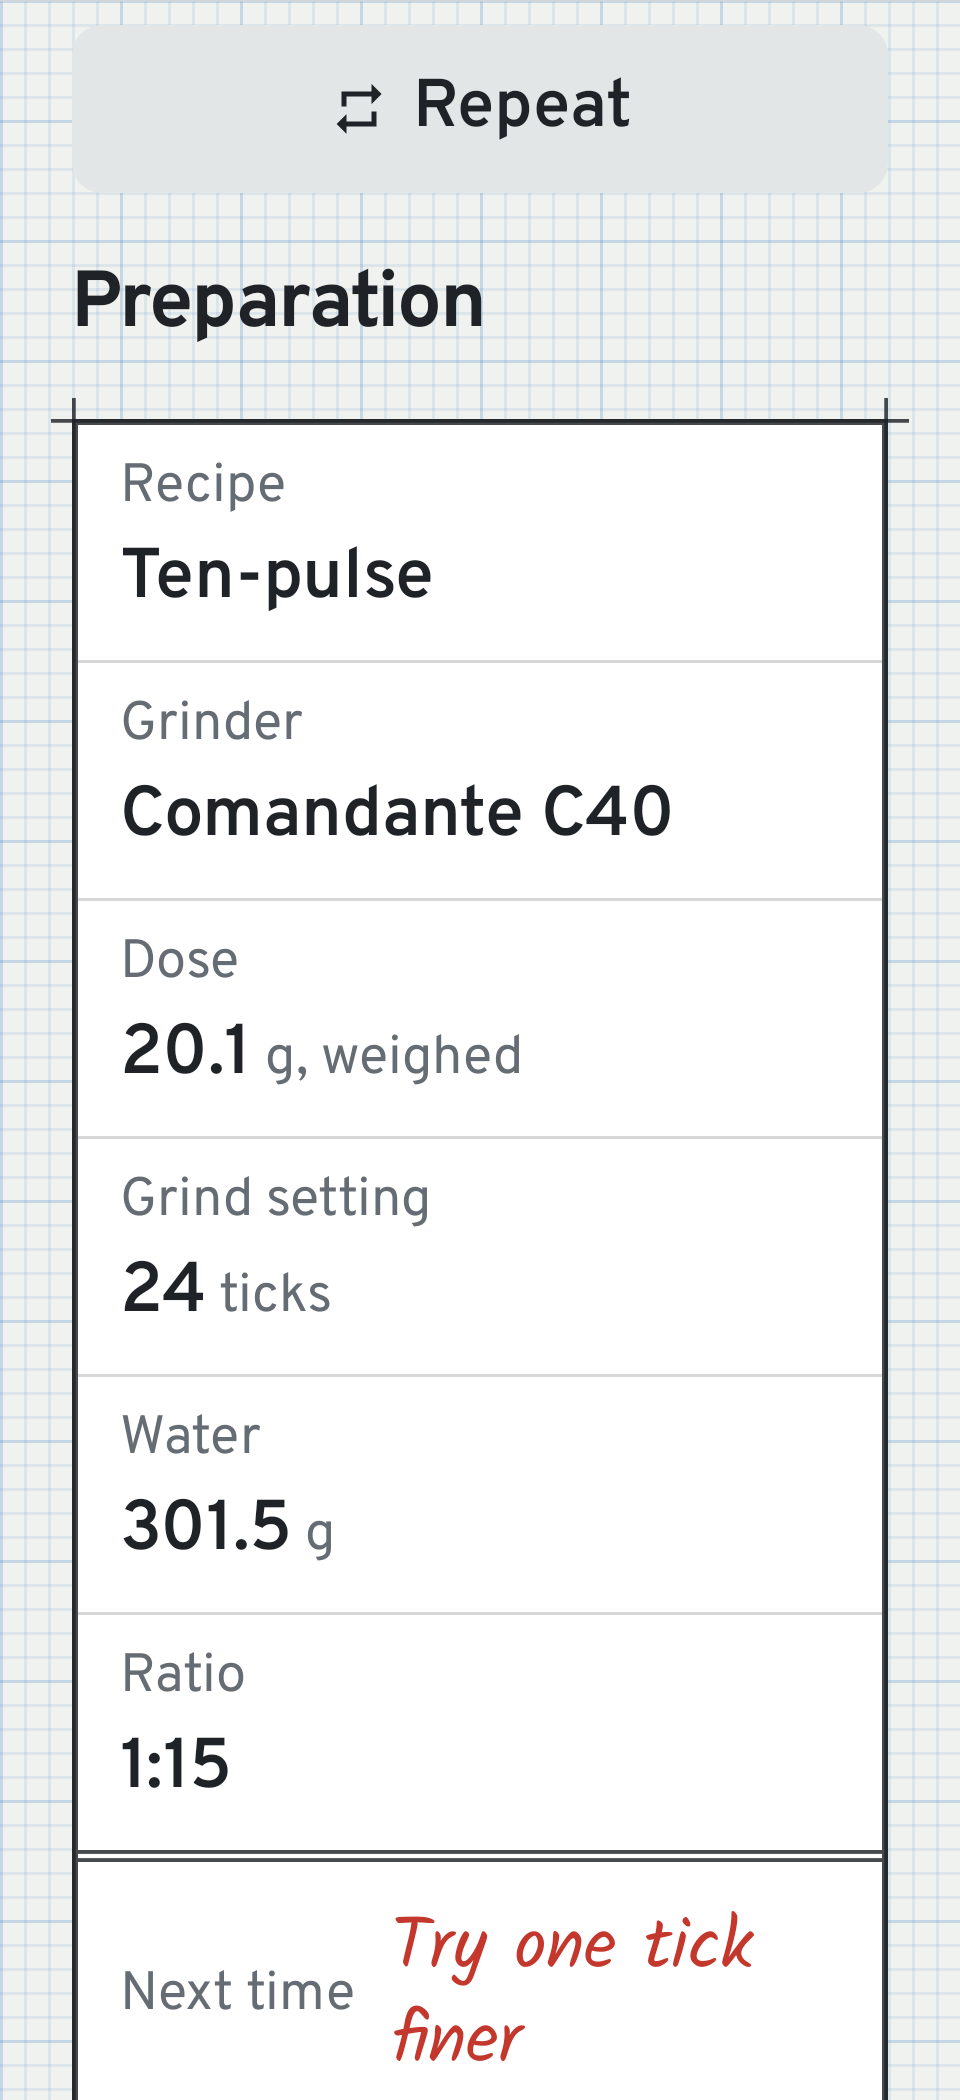 Repeat
Preparation
Recipe
Ten-pulse
Grinder
Comandante C40
Dose
20.1 g, weighed
Grind setting
24 ticks
Water
301.5 g
Ratio
1:15
Next time
Try one tick
finer